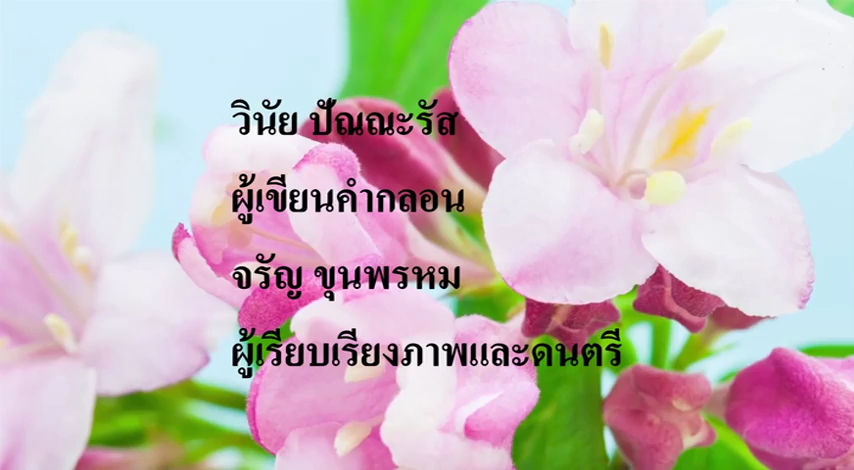 วินัย ปัณณะรัส
ผู้เขียนคำกลอน
จรัญ ขุนพรหม
ผู้เรียบเรียงภาพและดนตรี